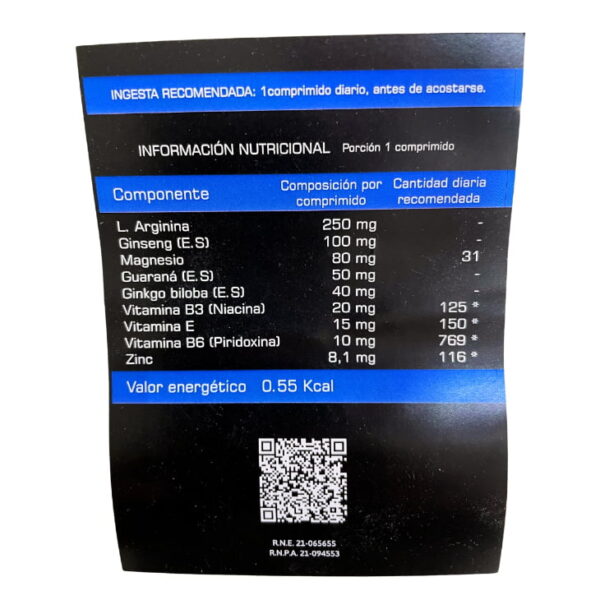 INGESTA RECOMENDADA: 1 comprimido diario, antes de acostarse.
INFORMACIÓN NUTRICIONAL Porción 1 comprimido
Componente Composición por comprimido Cantidad diaria recomendada
L. Arginina 250 mg -
Ginseng (E.S) 100 mg -
Magnesio 80 mg 31
Guaraná (E.S) 50 mg -
Ginkgo biloba (E.S) 40 mg -
Vitamina B3 (Niacina) 20 mg 125 *
Vitamina E 15 mg 150 *
Vitamina B6 (Piridoxina) 10 mg 769 *
Zinc 8,1 mg 116 *
Valor energético 0.55 Kcal
R.N.E. 21-065655
R.N.P.A. 21-094553